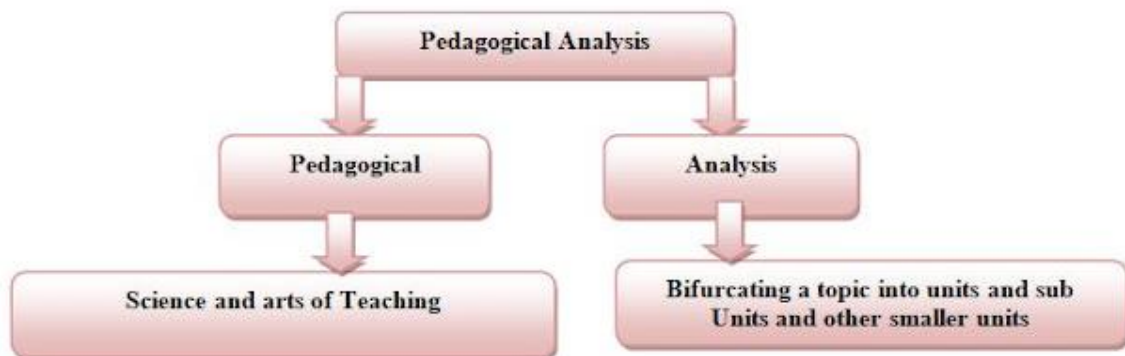 Pedagogical Analysis
Pedagogical
Analysis
Science and arts of Teaching
Bifurcating a topic into units and sub
Units and other smaller units